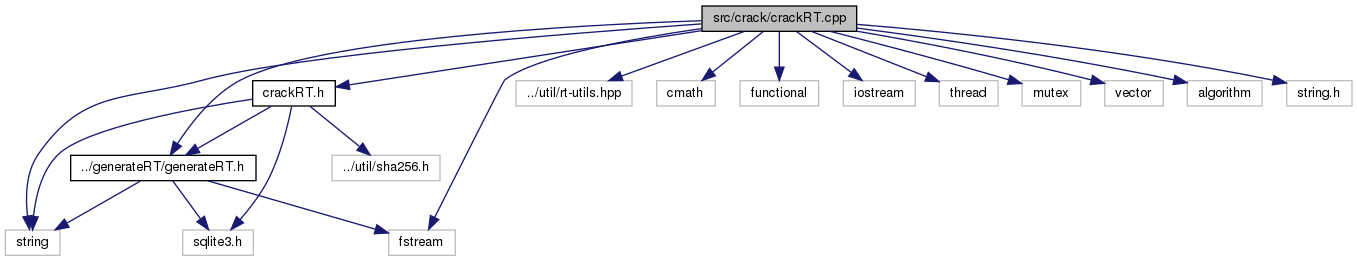 src/crack/crackRT.cpp
crackRT.h
../util/rt-utils.hpp
cmath
functional
iostream
thread
mutex
vector
algorithm
string.h
../generateRT/generateRT.h
../util/sha256.h
string
sqlite3.h
fstream